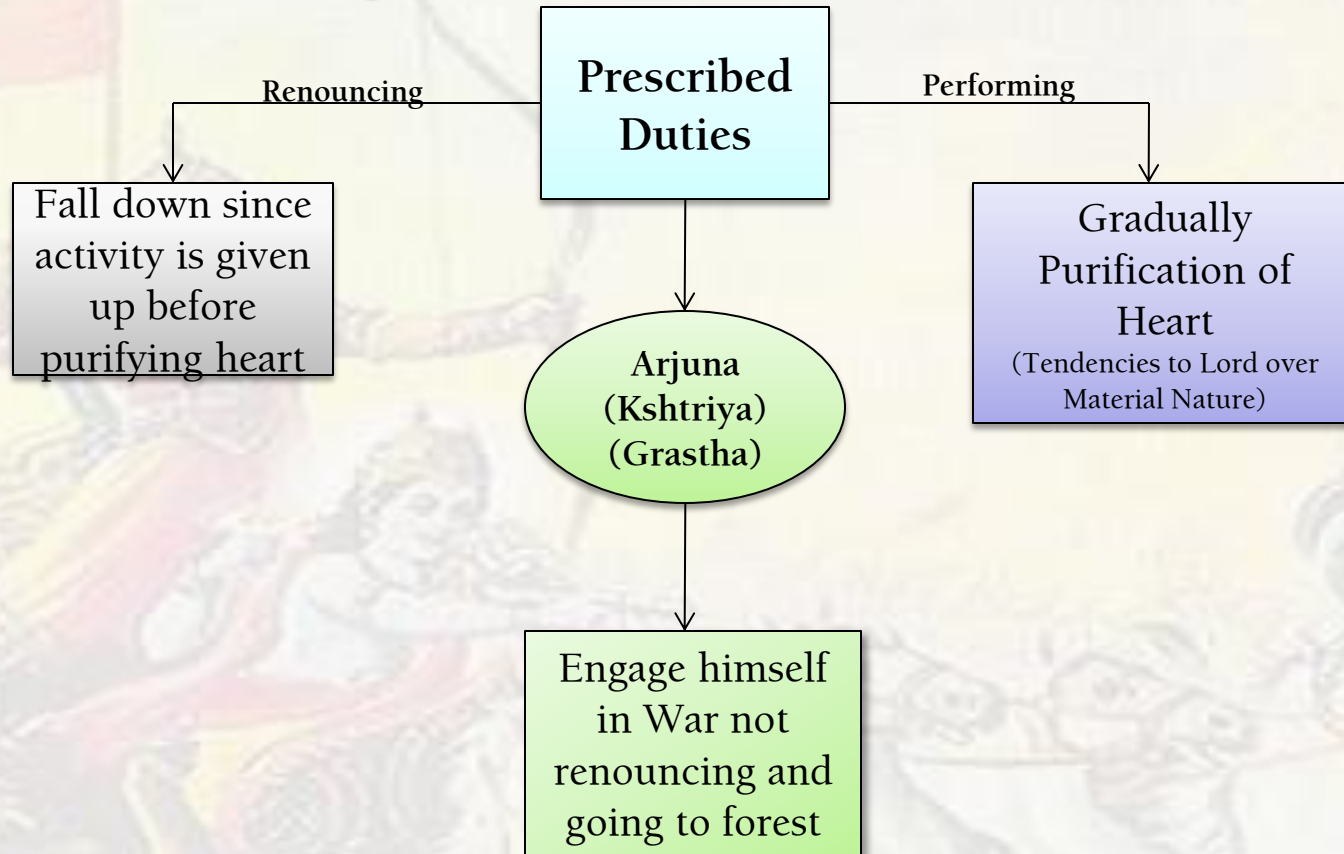 Prescribed
Duties
Renouncing
Performing
Fall down since
activity is given
up before
purifying heart
Gradually
Purification of
Heart
(Tendencies to Lord over
Material Nature)
Arjuna
(Kshtriya)
(Grastha)
Engage himself
in War not
renouncing and
going to forest